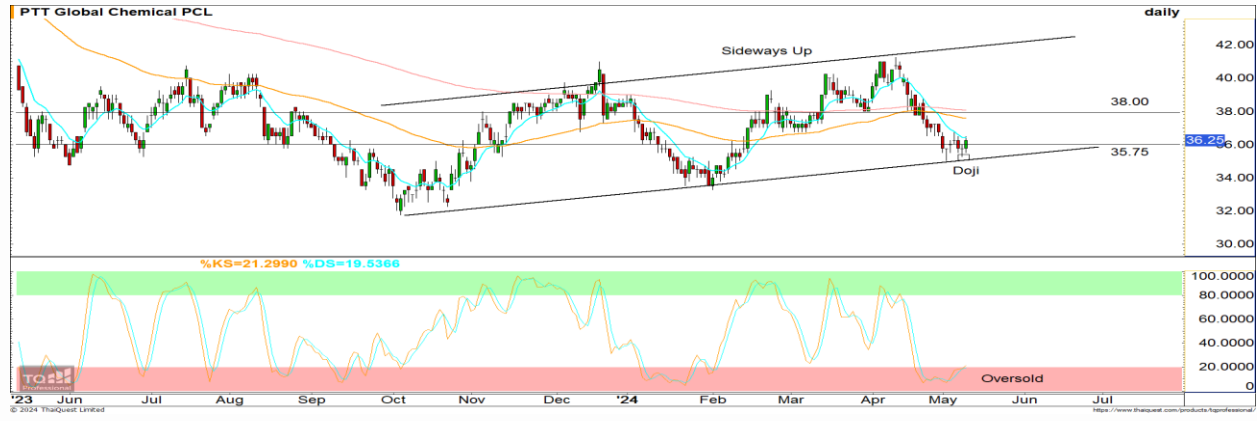 PTT Global Chemical PCL daily
Sideways Up
42.00
40.00
38.00 38.00
36.25 36.00
35.75
Doji
34.00
32.00
30.00
%KS=21.2990 %DS=19.5366
100.0000
80.0000
60.0000
40.0000
20.0000
Oversold
0
TQ
Professional
'23 Jun Jul Aug Sep Oct Nov Dec '24 Feb Mar Apr May Jun Jul
© 2024 ThaiQuest Limited https://www.thaiquest.com/products/tqprofessional/